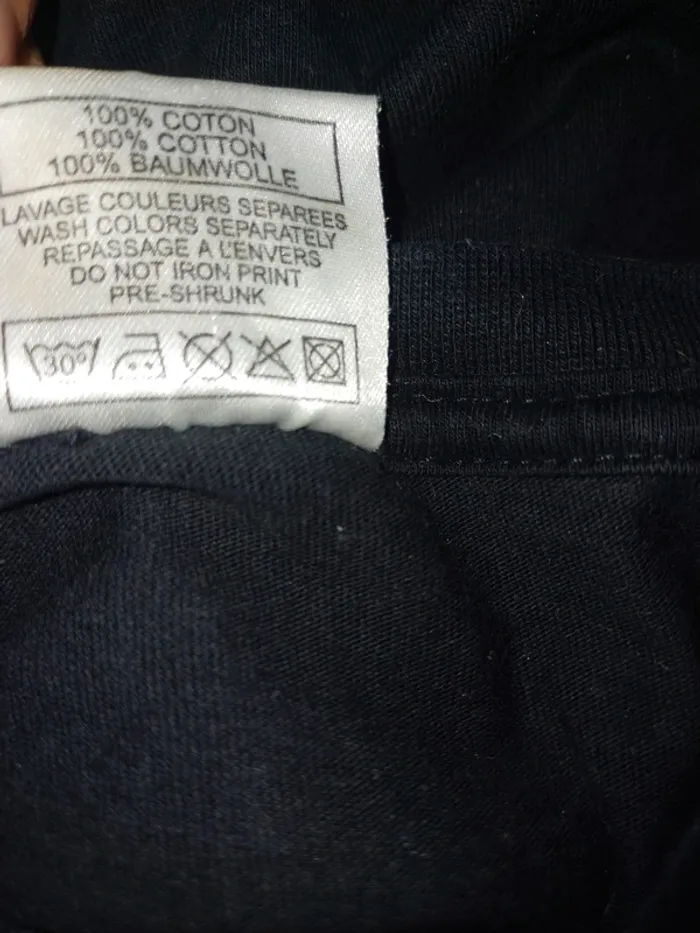 100% COTON
100% COTTON
100% BAUMWOLLE
LAVAGE COULEURS SEPAREES
WASH COLORS SEPARATELY
REPASSAGE A L'ENVERS
DO NOT IRON PRINT
PRE-SHRUNK
30°